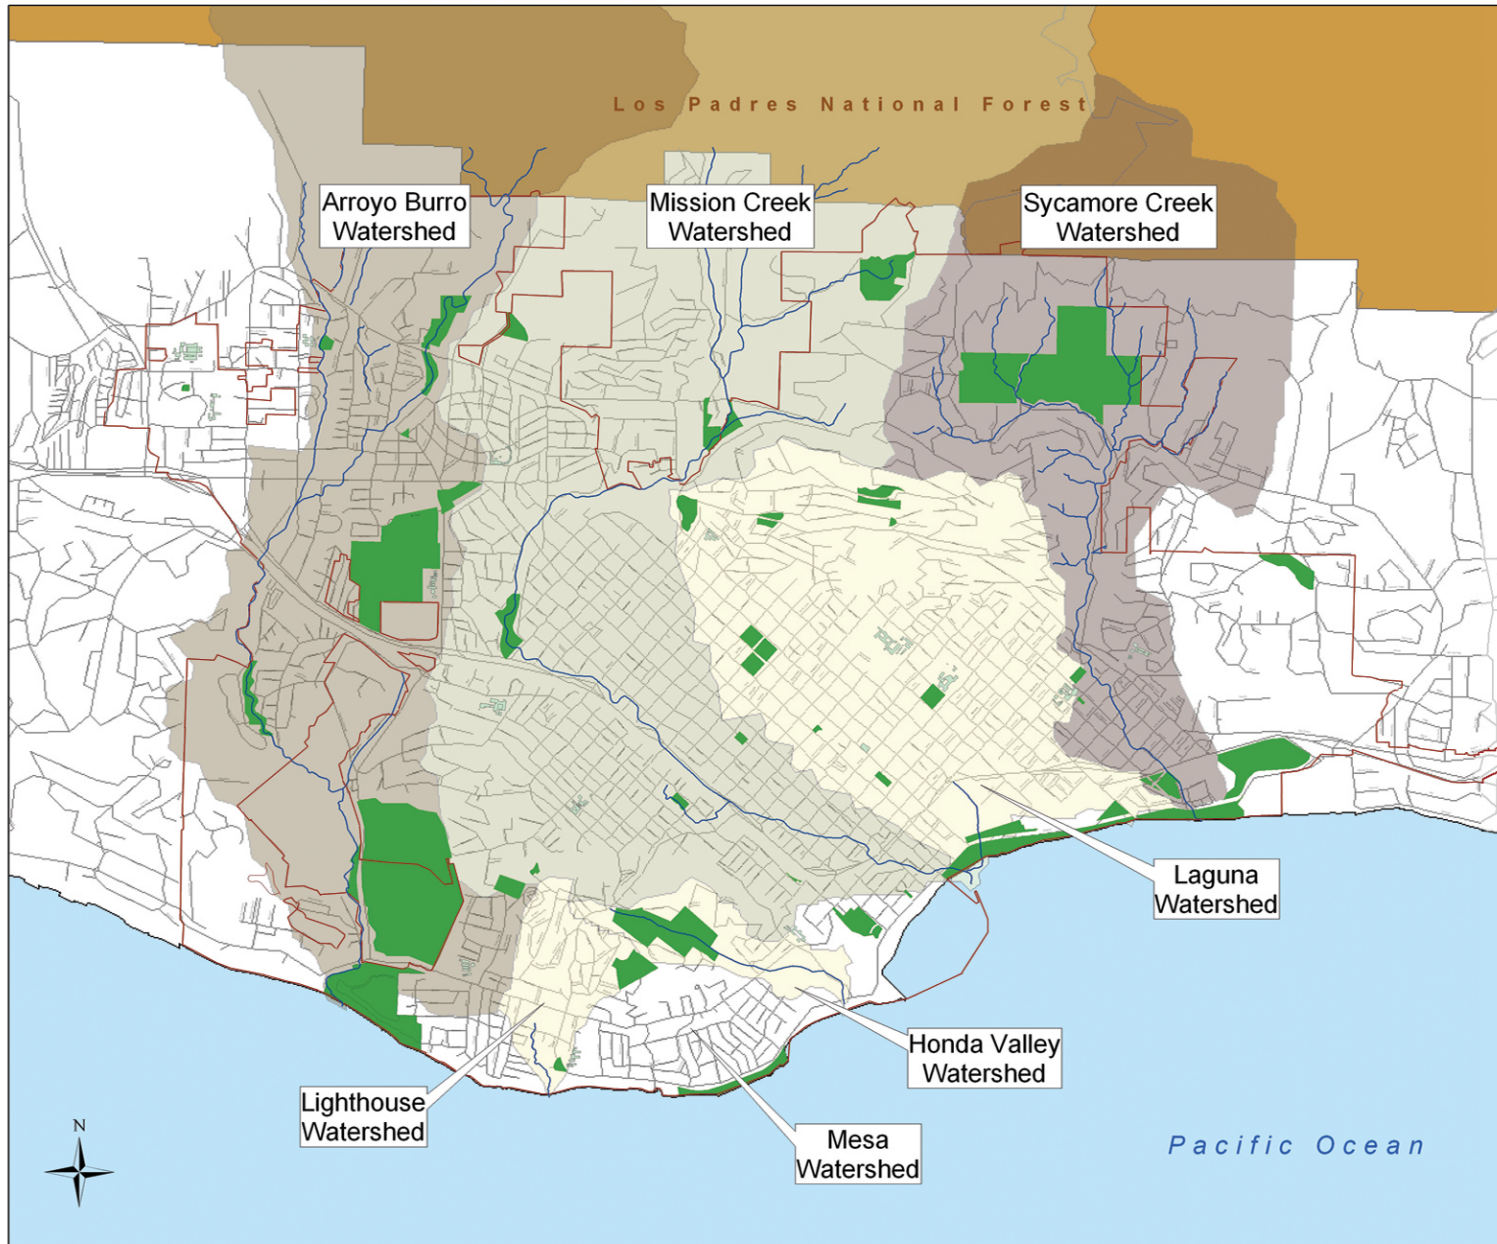 Los Padres National Forest
Arroyo Burro
Watershed
Mission Creek
Watershed
Sycamore Creek
Watershed
Laguna
Watershed
Honda Valley
Watershed
Lighthouse
Watershed
Mesa
Watershed
N
Pacific Ocean